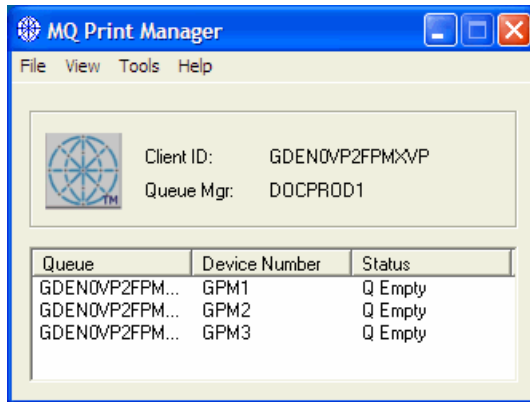 MQ Print Manager
File View Tools Help
Client ID: GDEN0VP2FPMXVP
Queue Mgr: DOCPROD1
TM
Queue Device Number Status
GDEN0VP2FPM... GPM1 Q Empty
GDEN0VP2FPM... GPM2 Q Empty
GDEN0VP2FPM... GPM3 Q Empty